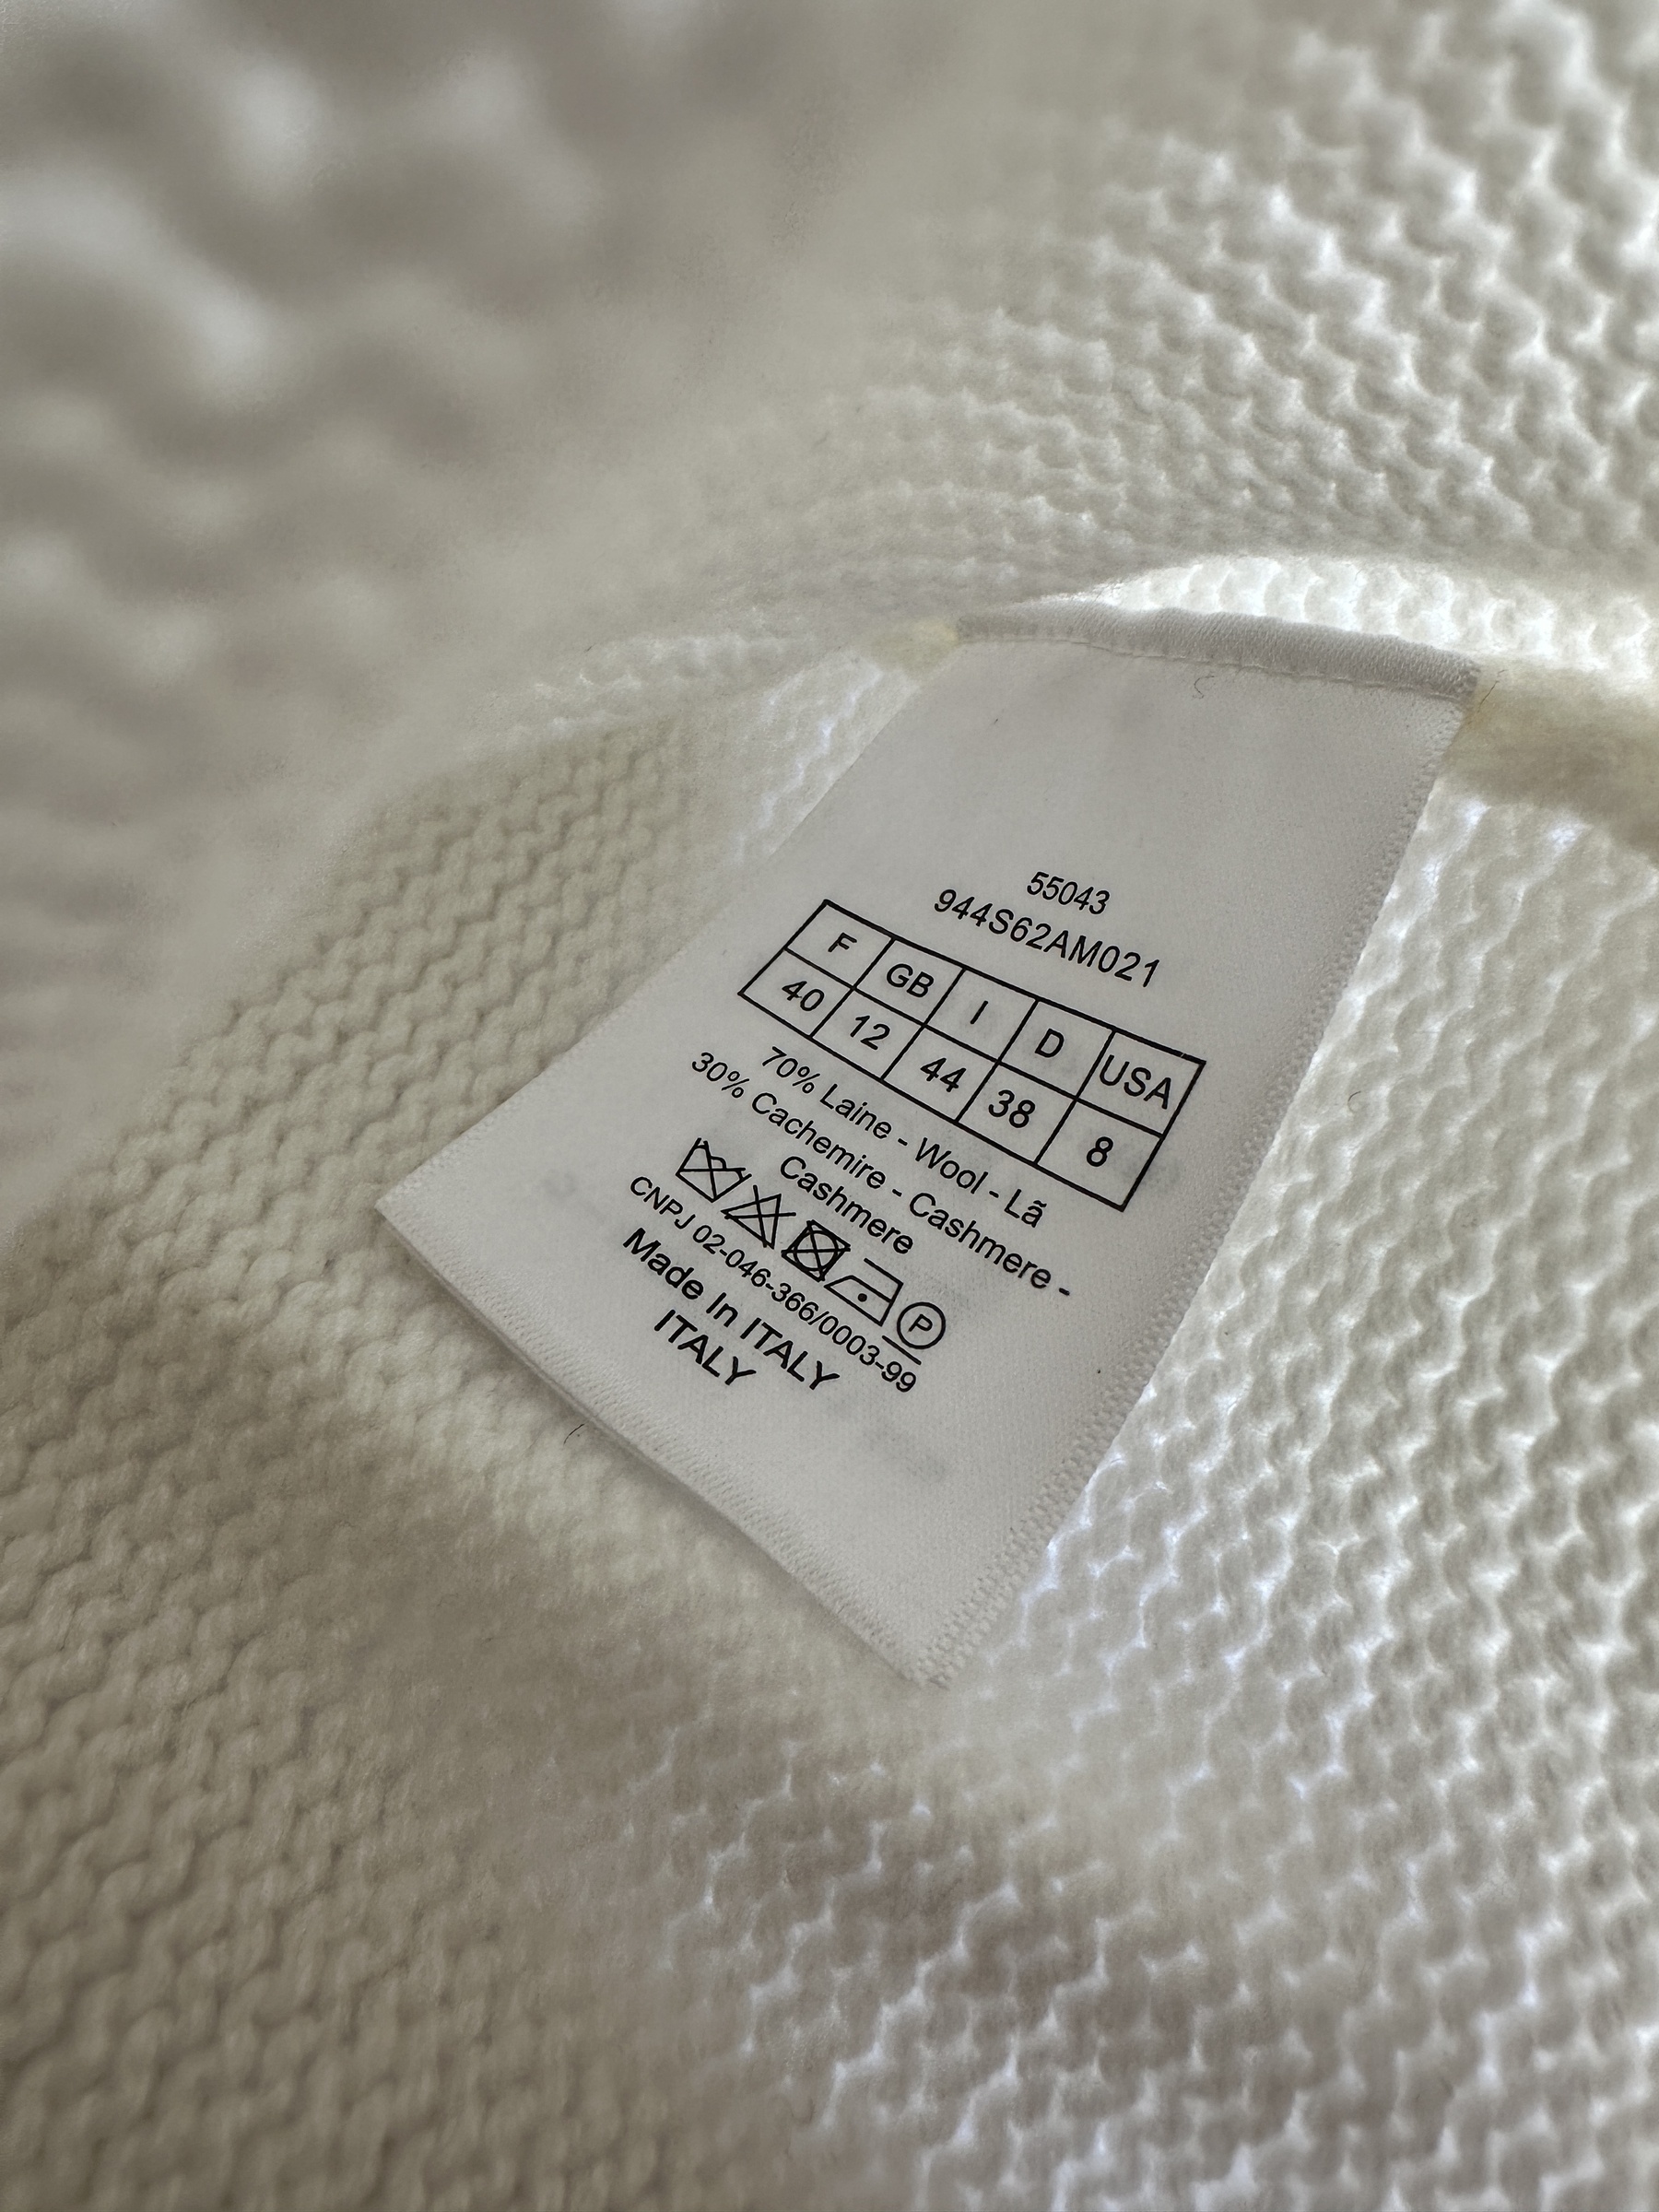 55043
944S62AM021
F GB I D USA
40 12 44 38 8
70% Laine - Wool - Lã
30% Cachemire - Cashmere -
Cashmere
P
CNPJ 02-046-366/0003-99
Made In ITALY
ITALY